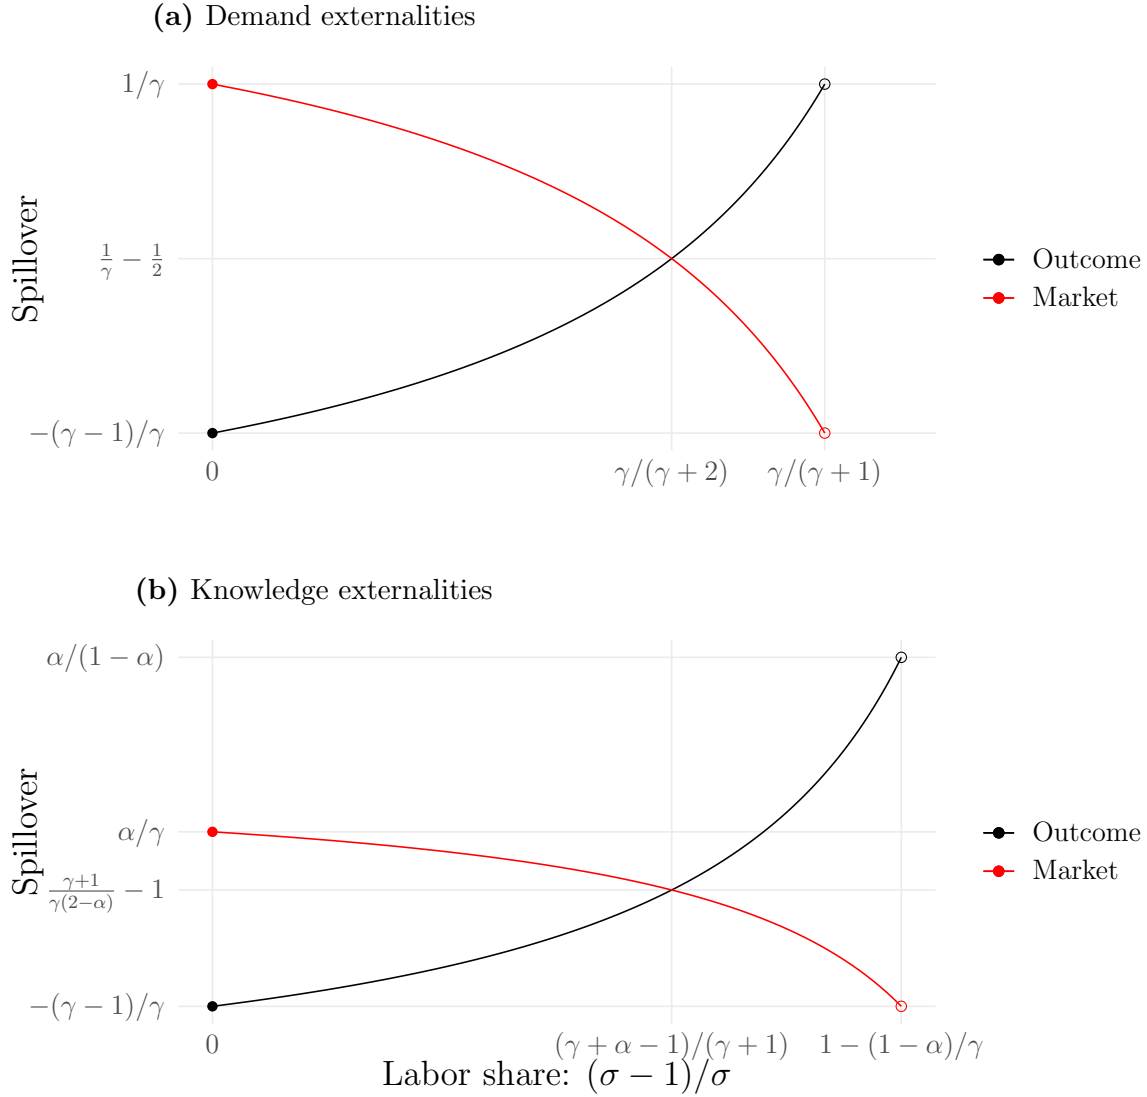 (a) Demand externalities
Spillover
1/γ
1/γ − 1/2
−(γ − 1)/γ
0
γ/(γ + 2)
γ/(γ + 1)
Outcome
Market
(b) Knowledge externalities
Spillover
α/(1 − α)
α/γ
γ+1/γ(2−α) − 1
−(γ − 1)/γ
0
(γ + α − 1)/(γ + 1)
1 − (1 − α)/γ
Labor share: (σ − 1)/σ
Outcome
Market